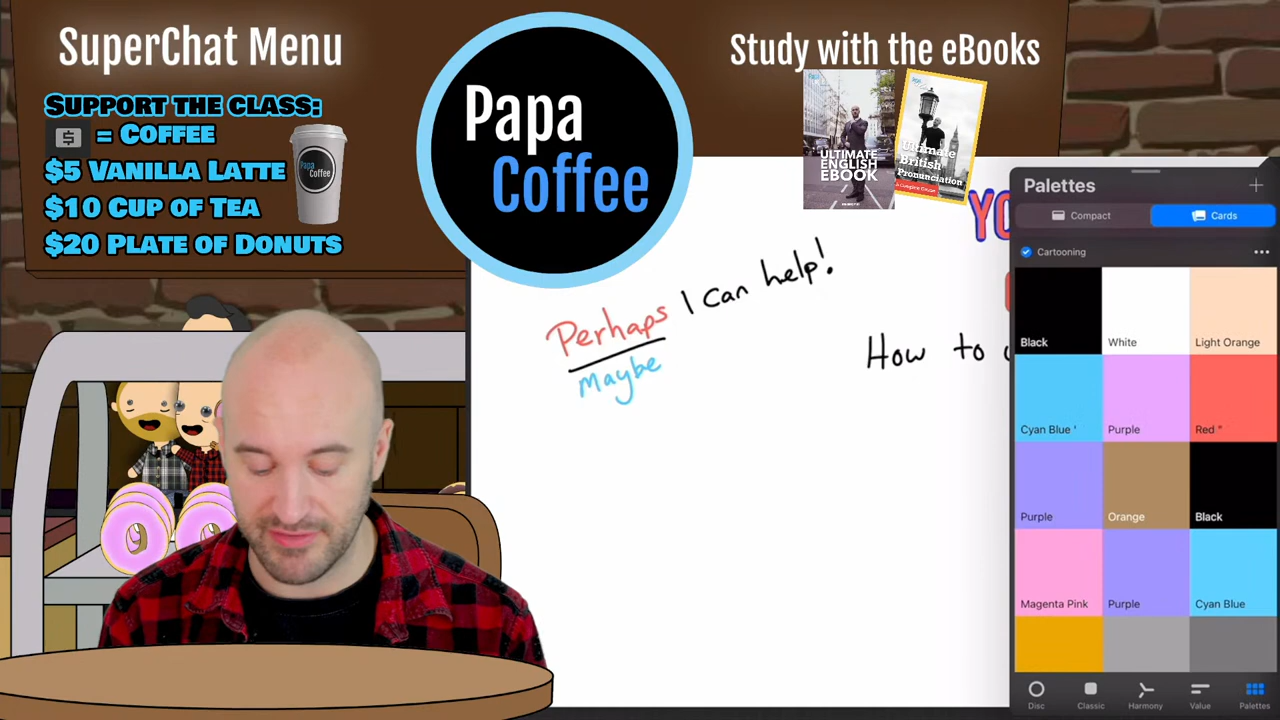 SuperChat Menu
SUPPORT THE CLASS:
$ = COFFEE
$5 VANILLA LATTE
$10 CUP OF TEA
$20 PLATE OF DONUTS
Papa
Coffee
Papa
Coffee
Study with the eBooks
ULTIMATE
ENGLISH
EBOOK
Ultimate
British
Pronunciation
Perhaps I can help!
Maybe
YO
How to
Palettes
Compact
Cards
Cartooning
Black
White
Light Orange
Cyan Blue '
Purple
Red "
Purple
Orange
Black
Magenta Pink
Purple
Cyan Blue
Disc
Classic
Harmony
Value
Palettes